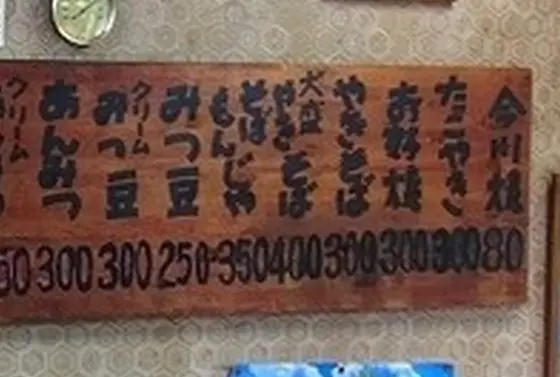 今川焼 80
たこやき 300
お好焼 300
やきそば 300
大盛やきそば 400
そばもんじゃ 350
みつ豆 250
クリームみつ豆 300
あんみつ 300
クリーム